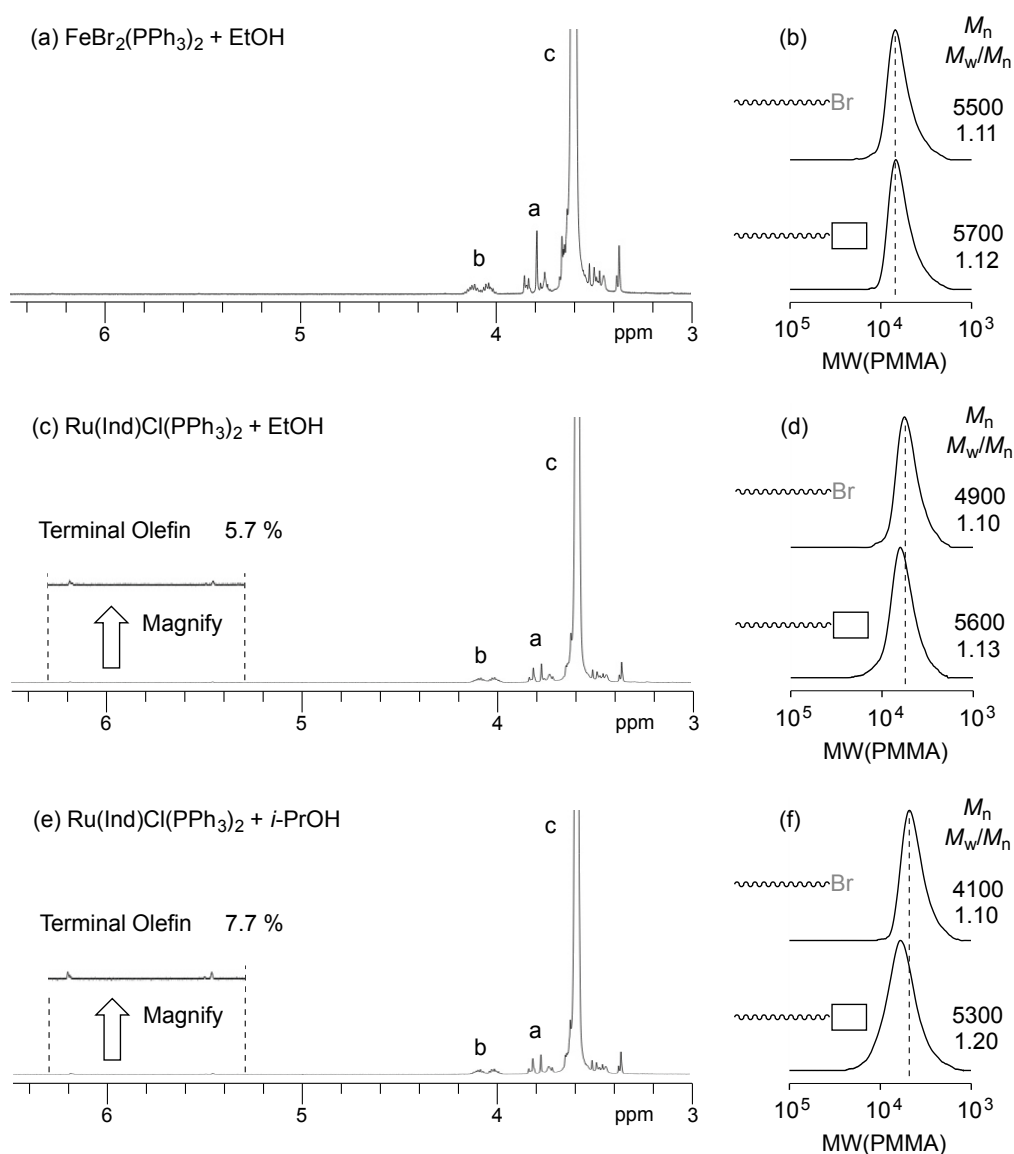 (a) FeBr2(PPh3)2 + EtOH
c
a
b
6 5 4 ppm 3
(b)
Mn
Mw/Mn
Br
5500
1.11
5700
1.12
10^5 10^4 10^3
MW(PMMA)
(c) Ru(Ind)Cl(PPh3)2 + EtOH
c
Terminal Olefin 5.7 %
Magnify
a
b
6 5 4 ppm 3
(d)
Mn
Mw/Mn
Br
4900
1.10
5600
1.13
10^5 10^4 10^3
MW(PMMA)
(e) Ru(Ind)Cl(PPh3)2 + i-PrOH
c
Terminal Olefin 7.7 %
Magnify
a
b
6 5 4 ppm 3
(f)
Mn
Mw/Mn
Br
4100
1.10
5300
1.20
10^5 10^4 10^3
MW(PMMA)